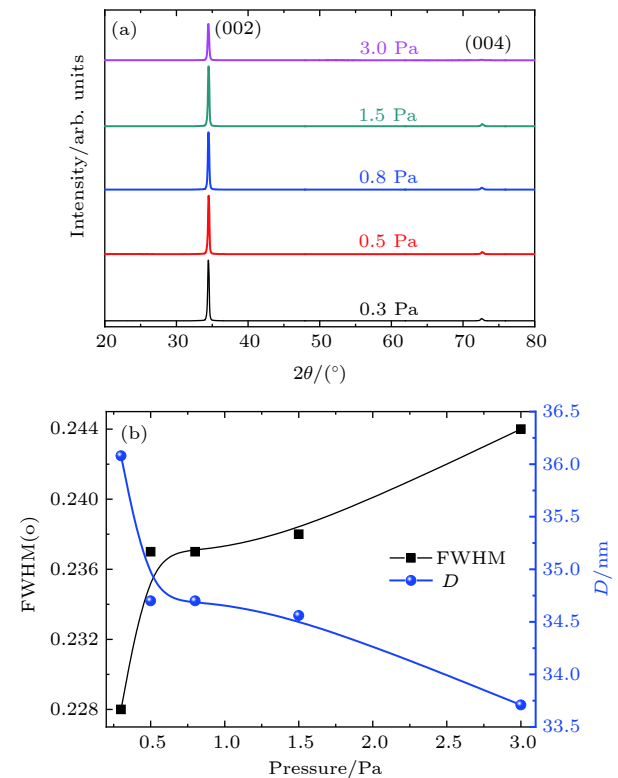 (a)
(002)
(004)
3.0 Pa
1.5 Pa
0.8 Pa
0.5 Pa
0.3 Pa
Intensity/arb. units
20 30 40 50 60 70 80
2θ/(°)
(b)
0.244
0.240
0.236
0.232
0.228
FWHM(o)
36.5
36.0
35.5
35.0
34.5
34.0
33.5
D/nm
FWHM
D
0.5 1.0 1.5 2.0 2.5 3.0
Pressure/Pa